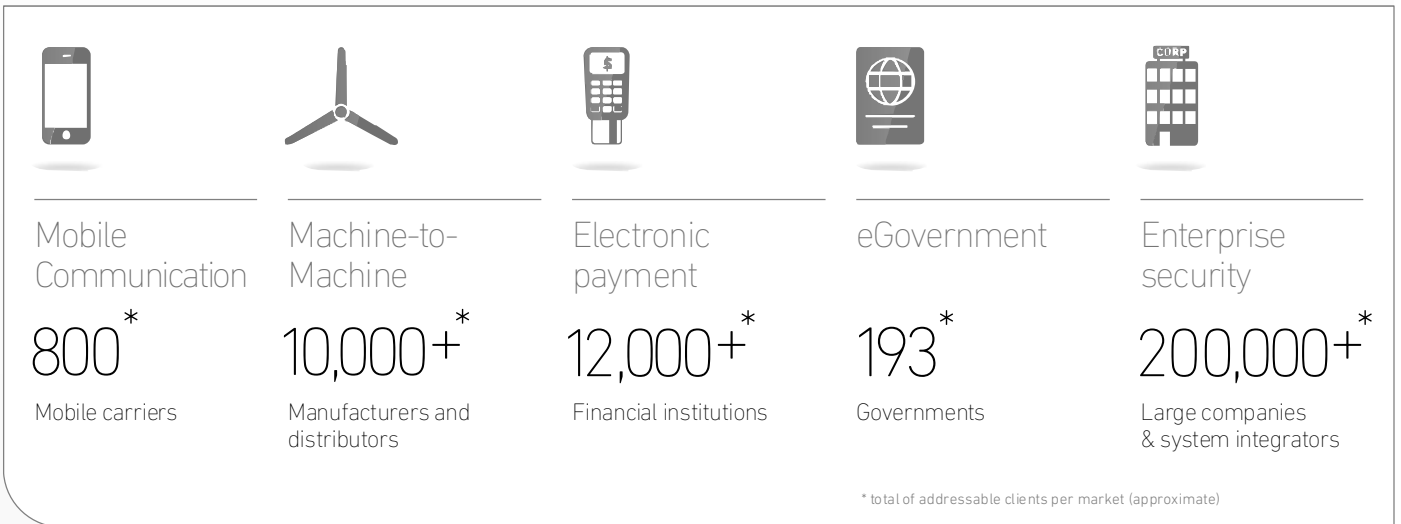 CORP
$
Mobile
Communication
800*
Mobile carriers
Machine-to-
Machine
10,000+*
Manufacturers and
distributors
Electronic
payment
12,000+*
Financial institutions
eGovernment
193*
Governments
Enterprise
security
200,000+*
Large companies
& system integrators
* total of addressable clients per market (approximate)